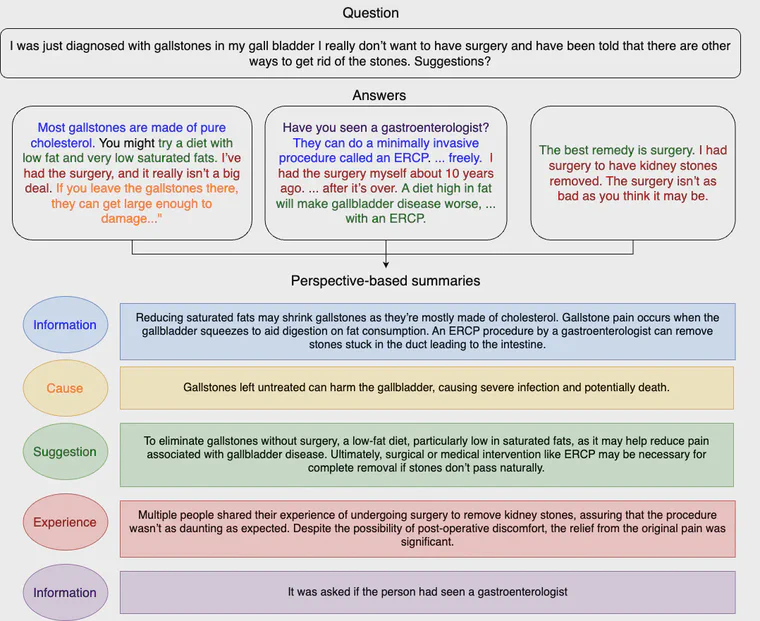 Question
I was just diagnosed with gallstones in my gall bladder I really don't want to have surgery and have been told that there are other
ways to get rid of the stones. Suggestions?
Answers
Most gallstones are made of pure
cholesterol. You might try a diet with
low fat and very low saturated fats. I've
had the surgery, and it really isn't a big
deal. If you leave the gallstones there,
they can get large enough to
damage..."
Have you seen a gastroenterologist?
They can do a minimally invasive
procedure called an ERCP. ... freely. I
had the surgery myself about 10 years
ago. ... after it's over. A diet high in fat
will make gallbladder disease worse, ...
with an ERCP.
The best remedy is surgery. I had
surgery to have kidney stones
removed. The surgery isn't as
bad as you think it may be.
Perspective-based summaries
Information
Reducing saturated fats may shrink gallstones as they're mostly made of cholesterol. Gallstone pain occurs when the
gallbladder squeezes to aid digestion on fat consumption. An ERCP procedure by a gastroenterologist can remove
stones stuck in the duct leading to the intestine.
Cause
Gallstones left untreated can harm the gallbladder, causing severe infection and potentially death.
Suggestion
To eliminate gallstones without surgery, a low-fat diet, particularly low in saturated fats, as it may help reduce pain
associated with gallbladder disease. Ultimately, surgical or medical intervention like ERCP may be necessary for
complete removal if stones don't pass naturally.
Experience
Multiple people shared their experience of undergoing surgery to remove kidney stones, assuring that the procedure
wasn't as daunting as expected. Despite the possibility of post-operative discomfort, the relief from the original pain was
significant.
Information
It was asked if the person had seen a gastroenterologist